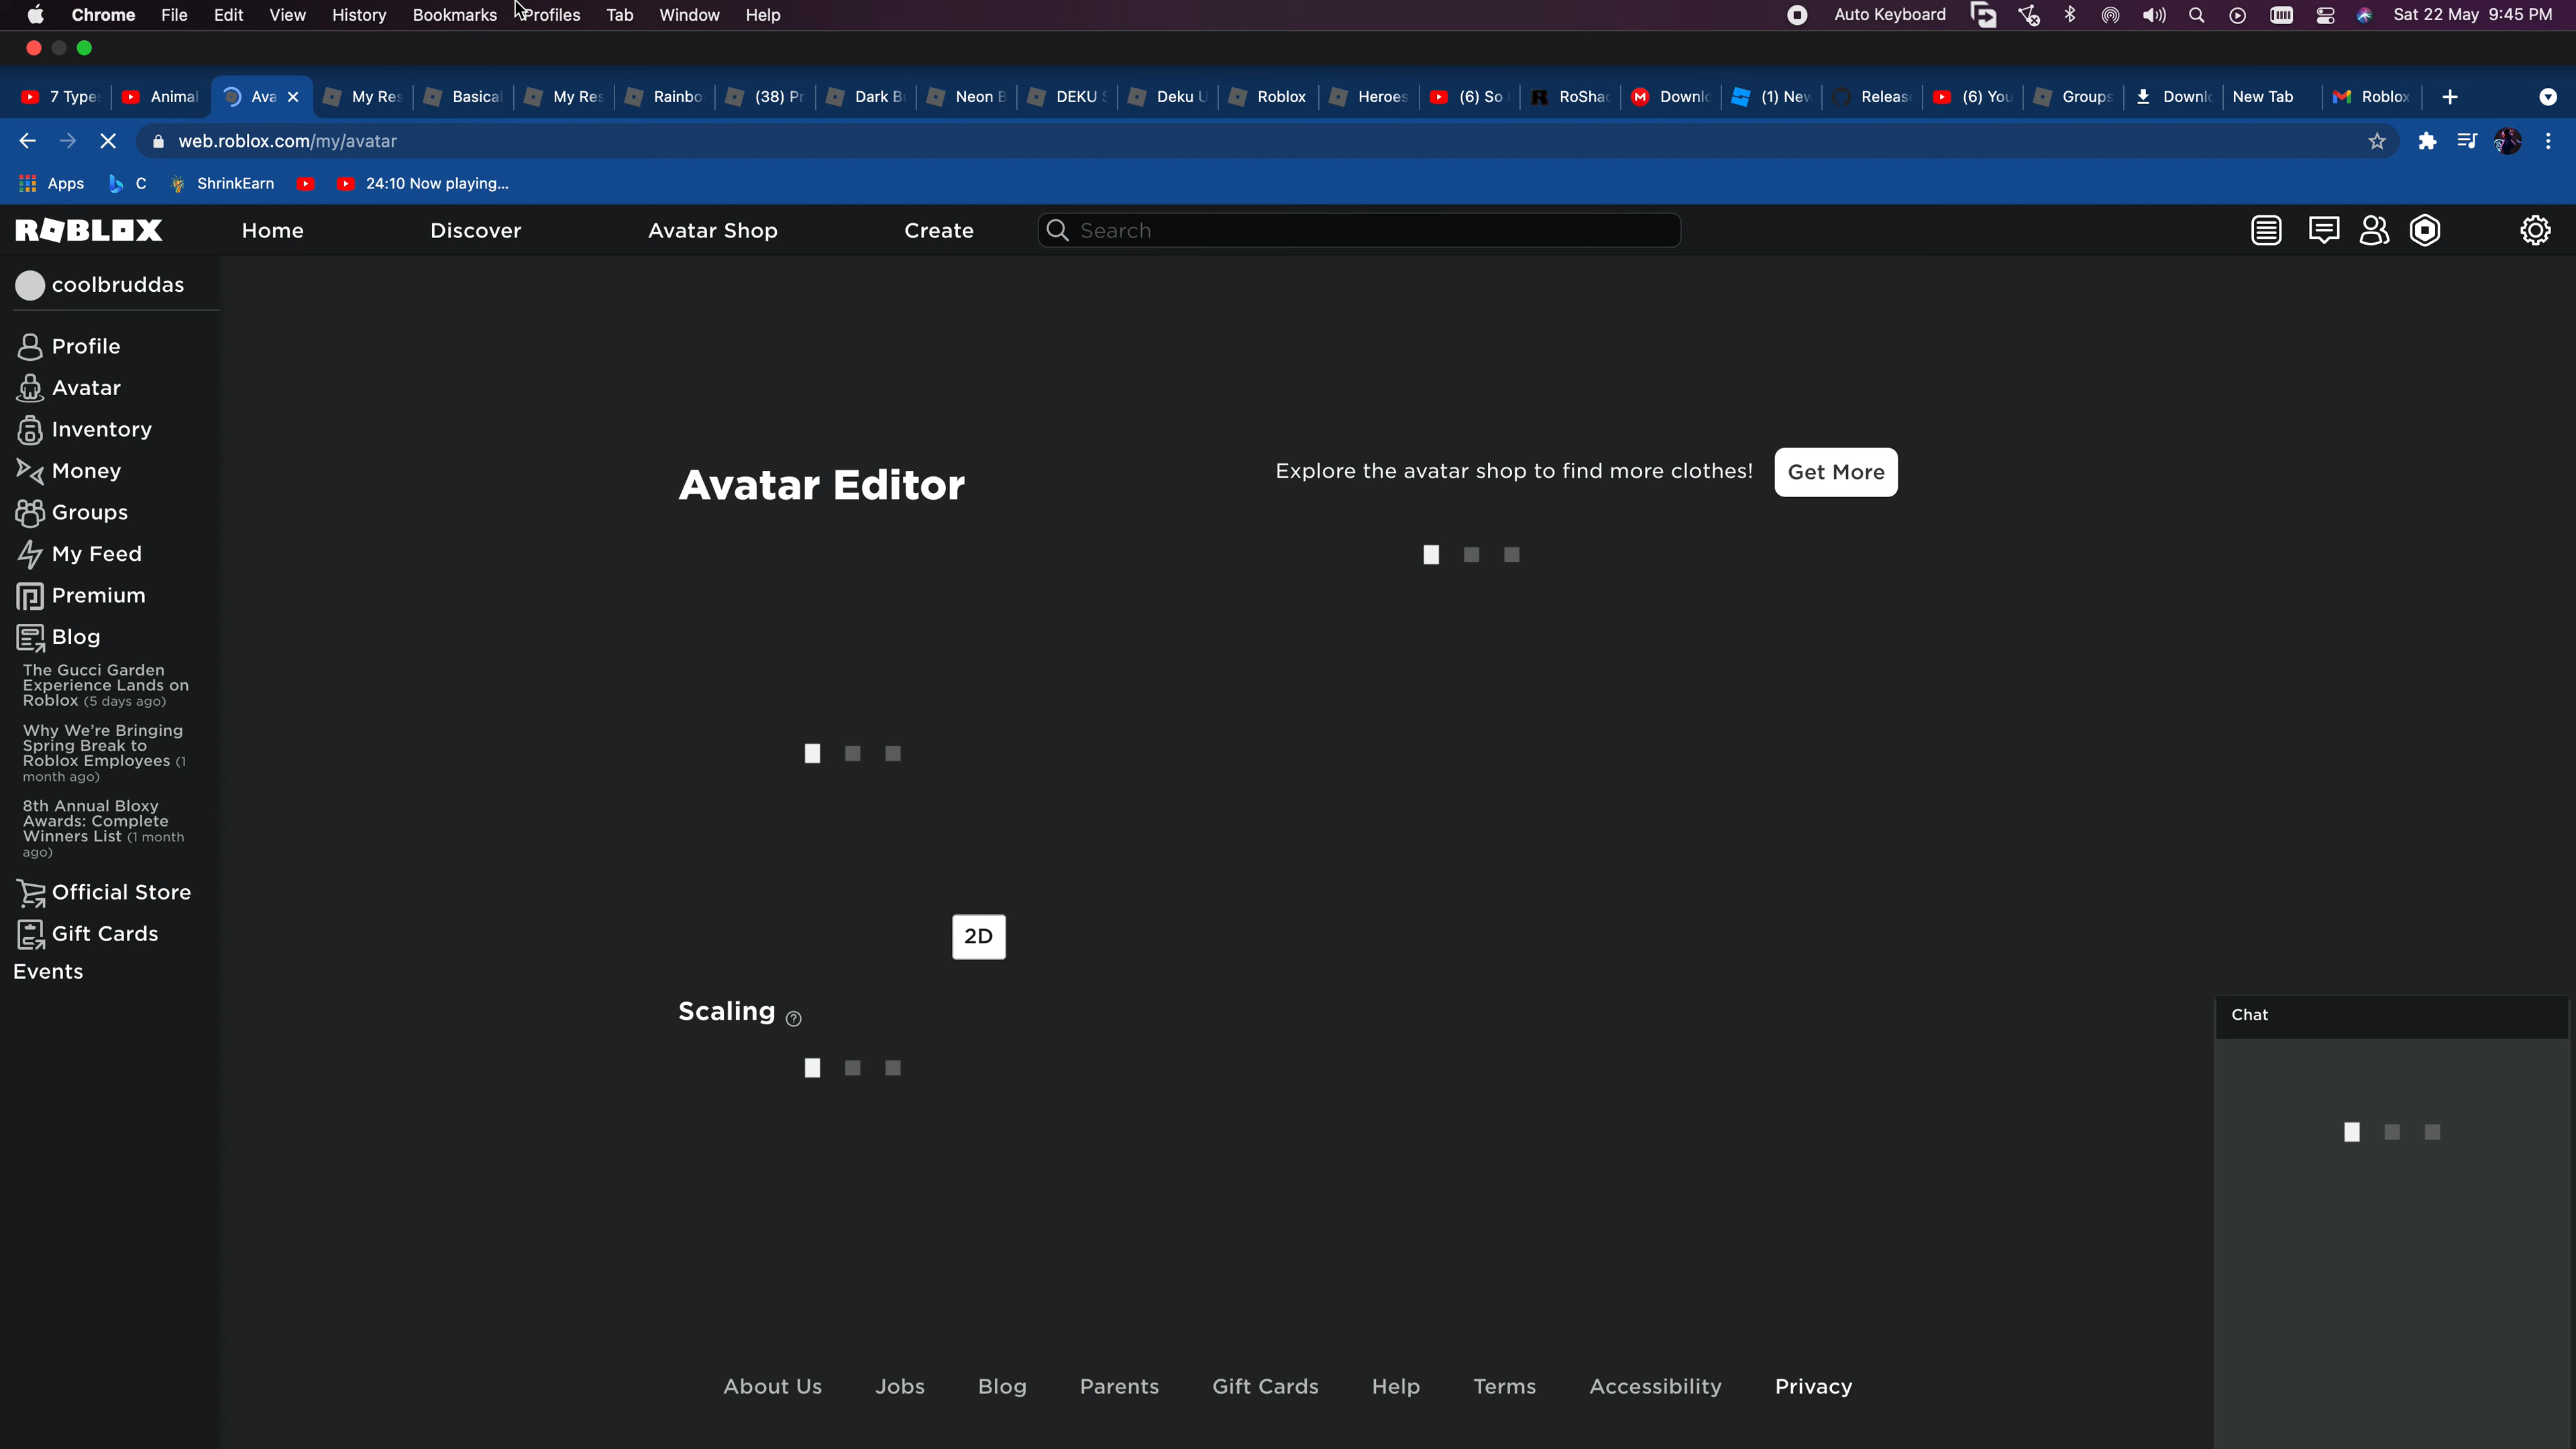 Chrome File Edit View History Bookmarks Profiles Tab Window Help Auto Keyboard Sat 22 May 9:45 PM
7 Type Animal Ava My Res Basica My Res Rainbo (38) Pr Dark B Neon B DEKU Deku U Roblox Heroes (6) So RoShad Downlo (1) New Release (6) You Groups Downlo New Tab Roblox
web.roblox.com/my/avatar
Apps C ShrinkEarn 24:10 Now playing...
ROBLOX Home Discover Avatar Shop Create Search
coolbruddas
Profile
Avatar
Inventory
Money
Groups
My Feed
Premium
Blog
The Gucci Garden
Experience Lands on
Roblox (5 days ago)
Why We're Bringing
Spring Break to
Roblox Employees (1
month ago)
8th Annual Bloxy
Awards: Complete
Winners List (1 month
ago)
Official Store
Gift Cards
Events
Avatar Editor
Explore the avatar shop to find more clothes! Get More
2D
Scaling ?
Chat
About Us Jobs Blog Parents Gift Cards Help Terms Accessibility Privacy